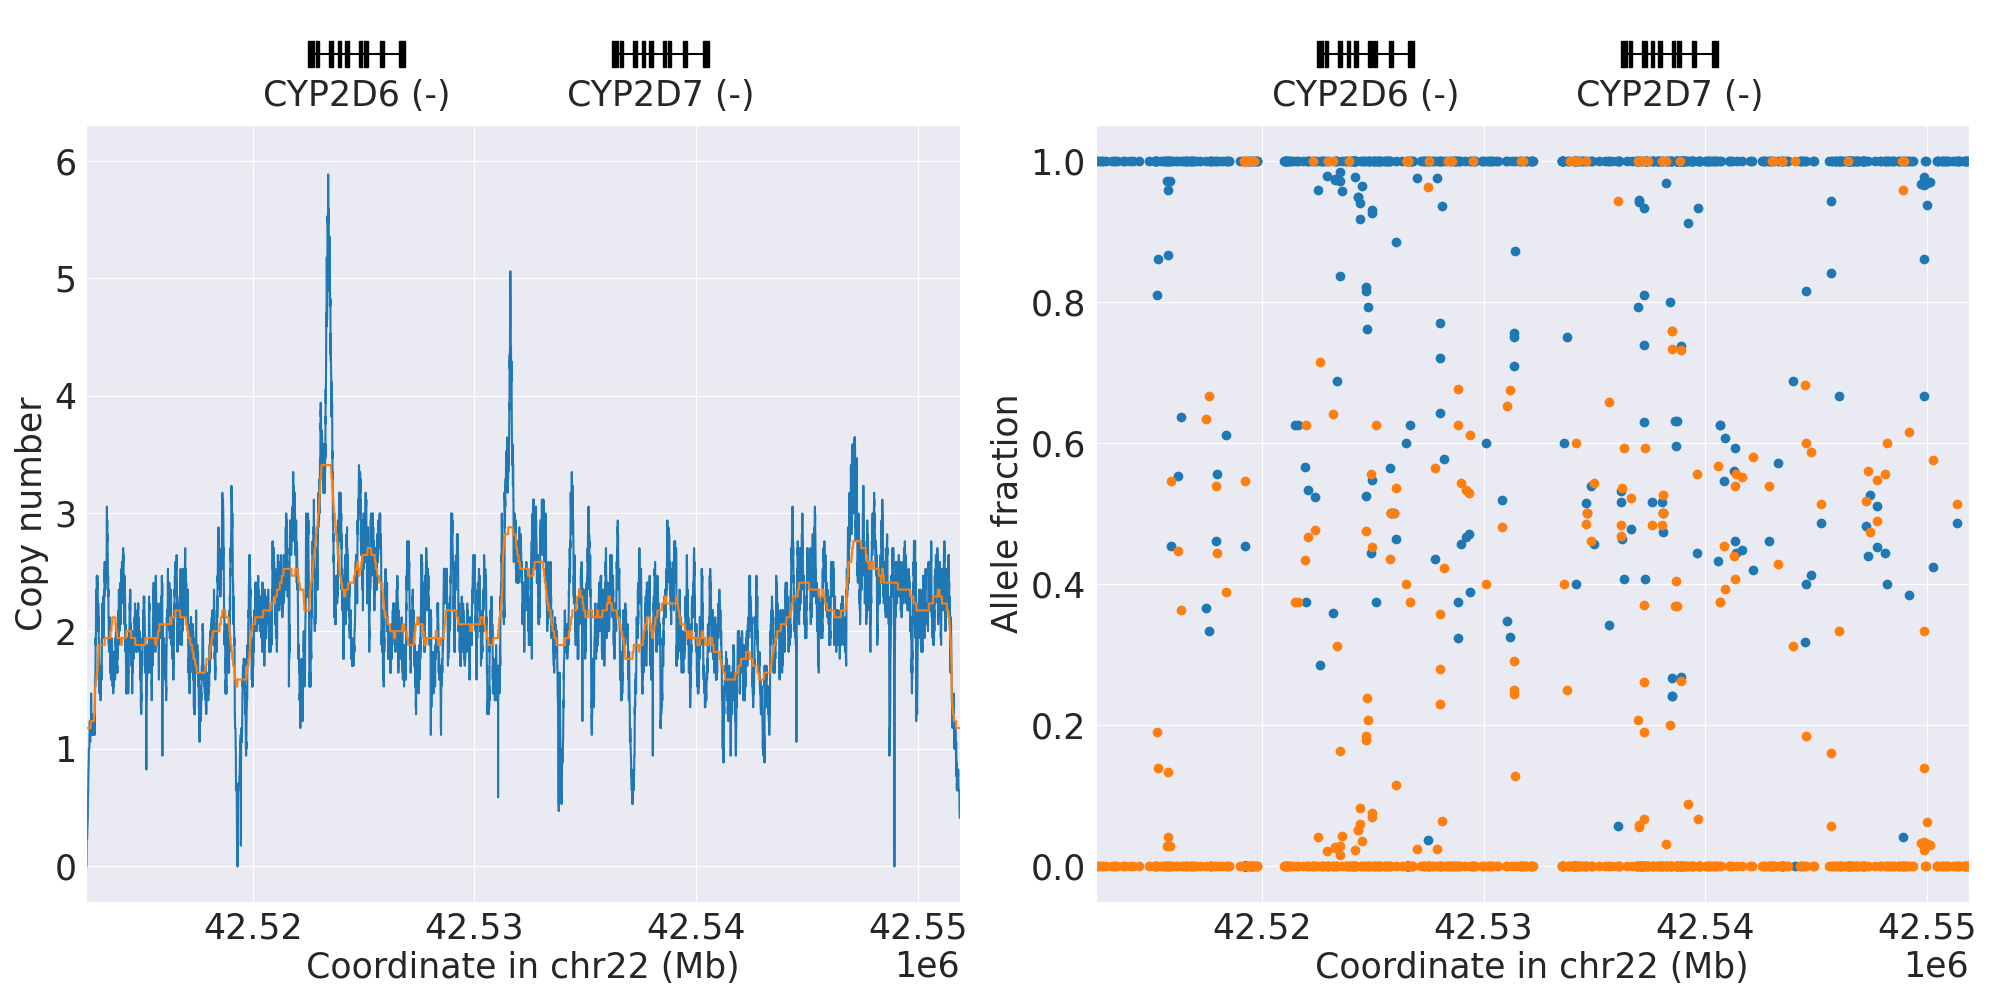 CYP2D6 (-)
CYP2D7 (-)
6
5
4
3
2
1
0
Copy number
42.52
42.53
42.54
42.55
Coordinate in chr22 (Mb)
1e6
CYP2D6 (-)
CYP2D7 (-)
1.0
0.8
0.6
0.4
0.2
0.0
Allele fraction
42.52
42.53
42.54
42.55
Coordinate in chr22 (Mb)
1e6